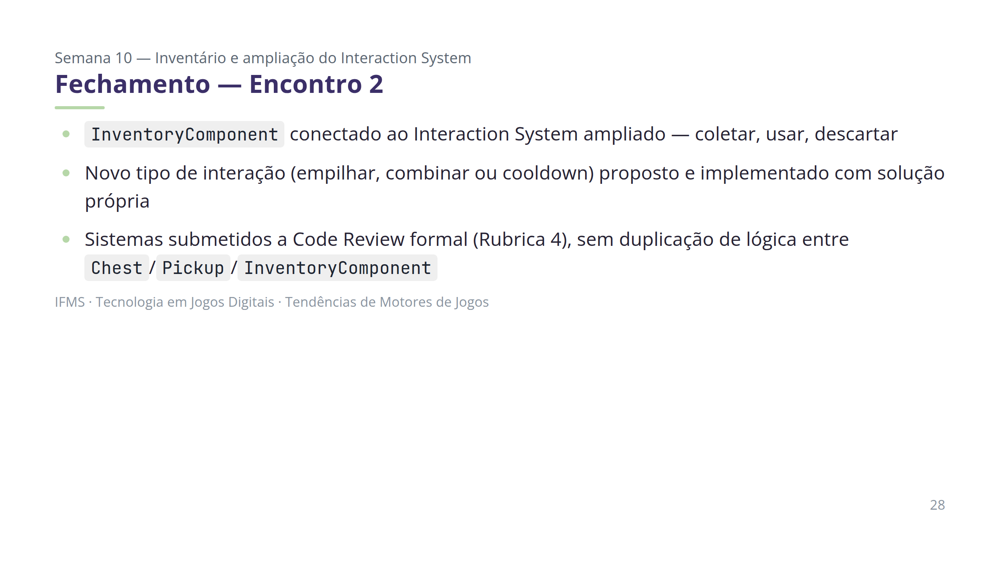 Semana 10 — Inventário e ampliação do Interaction System
Fechamento — Encontro 2
InventoryComponent conectado ao Interaction System ampliado — coletar, usar, descartar
Novo tipo de interação (empilhar, combinar ou cooldown) proposto e implementado com solução
própria
Sistemas submetidos a Code Review formal (Rubrica 4), sem duplicação de lógica entre
Chest/Pickup/InventoryComponent
IFMS · Tecnologia em Jogos Digitais · Tendências de Motores de Jogos
28